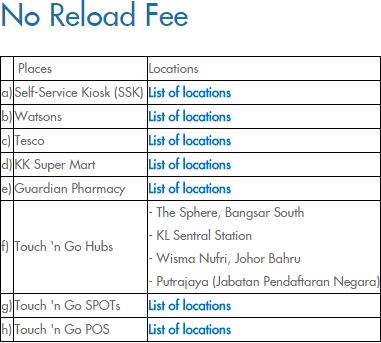 No Reload Fee
Places Locations
a) Self-Service Kiosk (SSK) List of locations
b) Watsons List of locations
c) Tesco List of locations
d) KK Super Mart List of locations
e) Guardian Pharmacy List of locations
f) Touch 'n Go Hubs
- The Sphere, Bangsar South
- KL Sentral Station
- Wisma Nufri, Johor Bahru
- Putrajaya (Jabatan Pendaftaran Negara)
g) Touch 'n Go SPOTs List of locations
h) Touch 'n Go POS List of locations